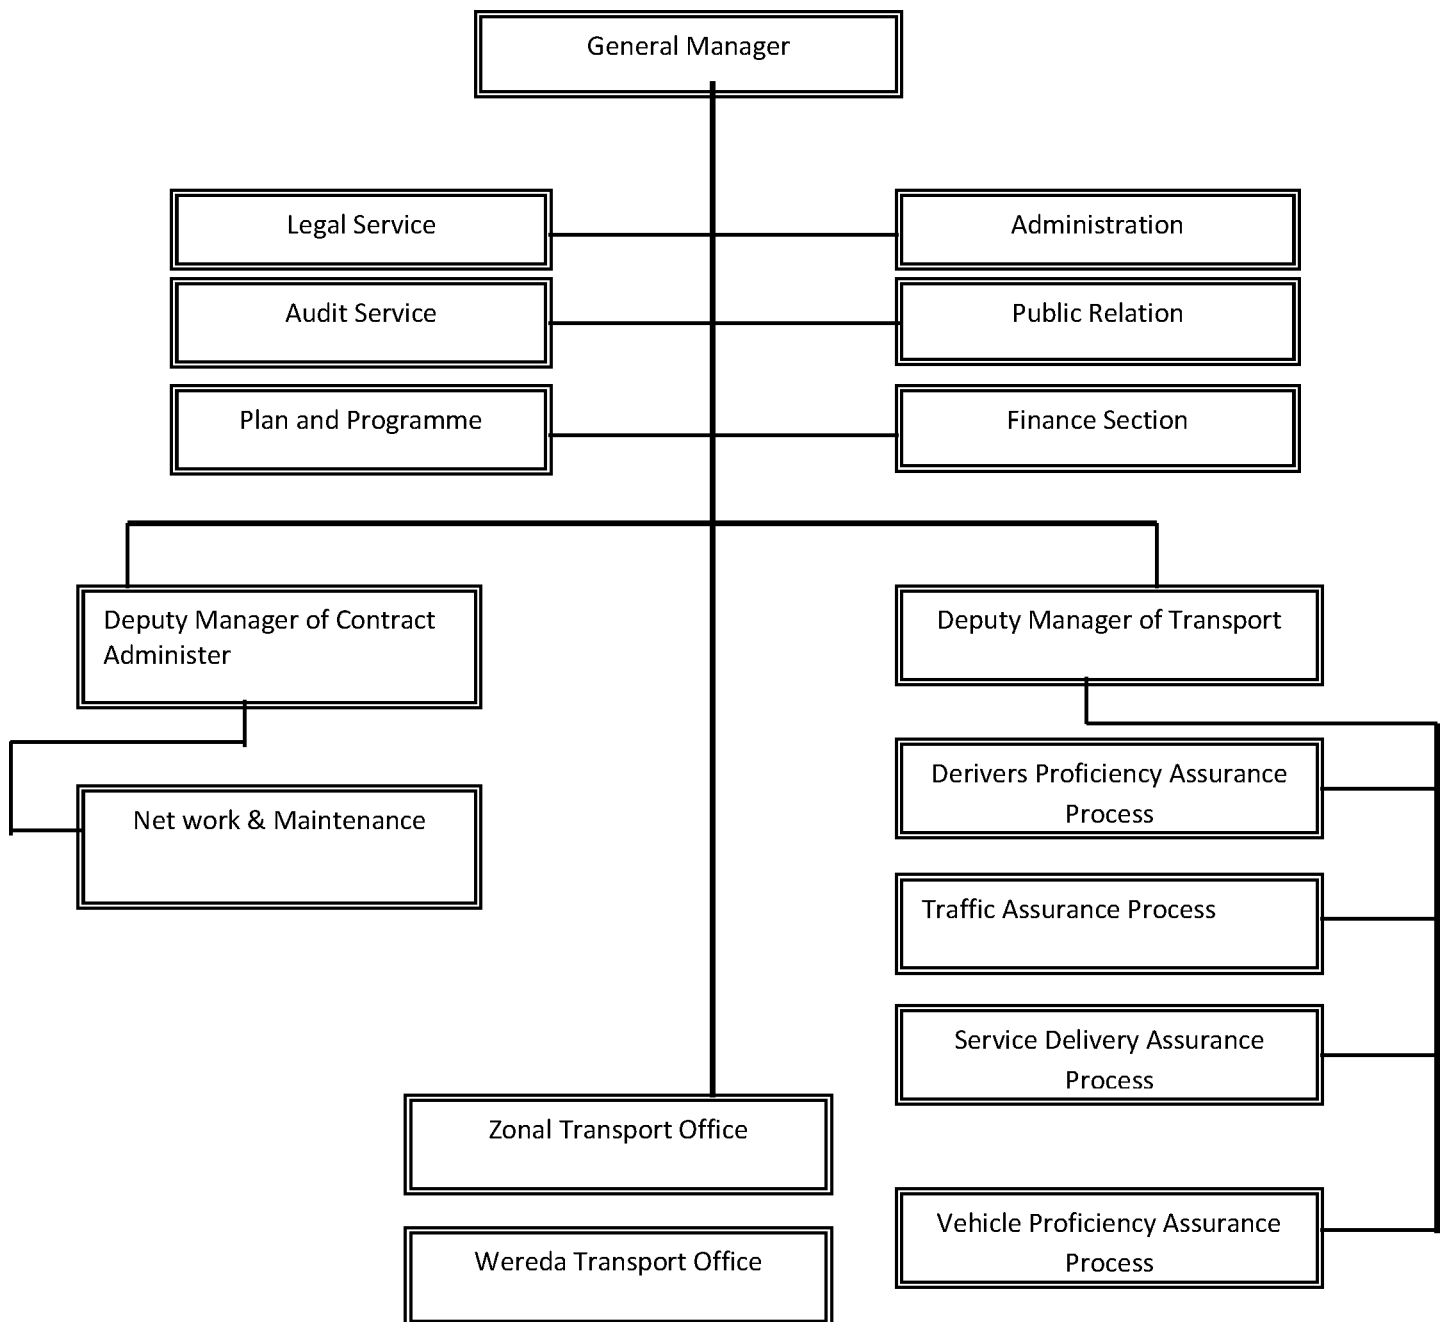 General Manager
Legal Service
Administration
Audit Service
Public Relation
Plan and Programme
Finance Section
Deputy Manager of Contract
Administer
Deputy Manager of Transport
Net work & Maintenance
Derivers Proficiency Assurance
Process
Traffic Assurance Process
Service Delivery Assurance
Process
Zonal Transport Office
Vehicle Proficiency Assurance
Process
Wereda Transport Office